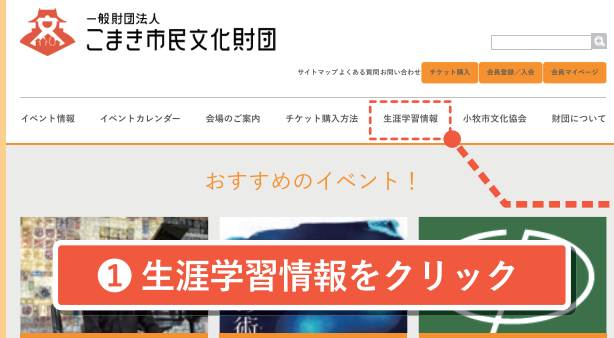 一般財団法人
こまき市民文化財団
サイトマップ よくある質問 お問い合わせ チケット購入 会員登録／入会 会員マイページ
イベント情報 イベントカレンダー 会場のご案内 チケット購入方法 生涯学習情報 小牧市文化協会 財団について
おすすめのイベント！
術
❶ 生涯学習情報をクリック